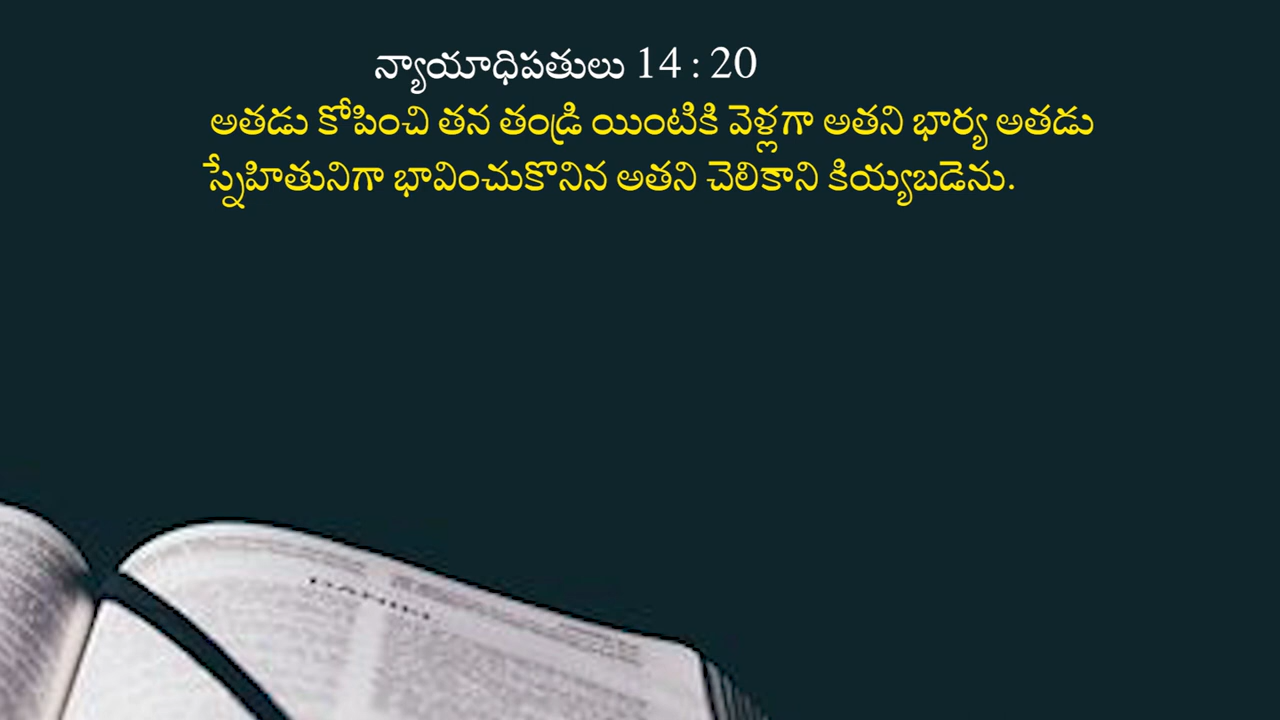 న్యాయాధిపతులు 14 : 20
అతడు కోపించి తన తండ్రి యింటికి వెళ్లగా అతని భార్య అతడు
స్నేహితునిగా భావించుకొనిన అతని చెలికాని కియ్యబడెను.